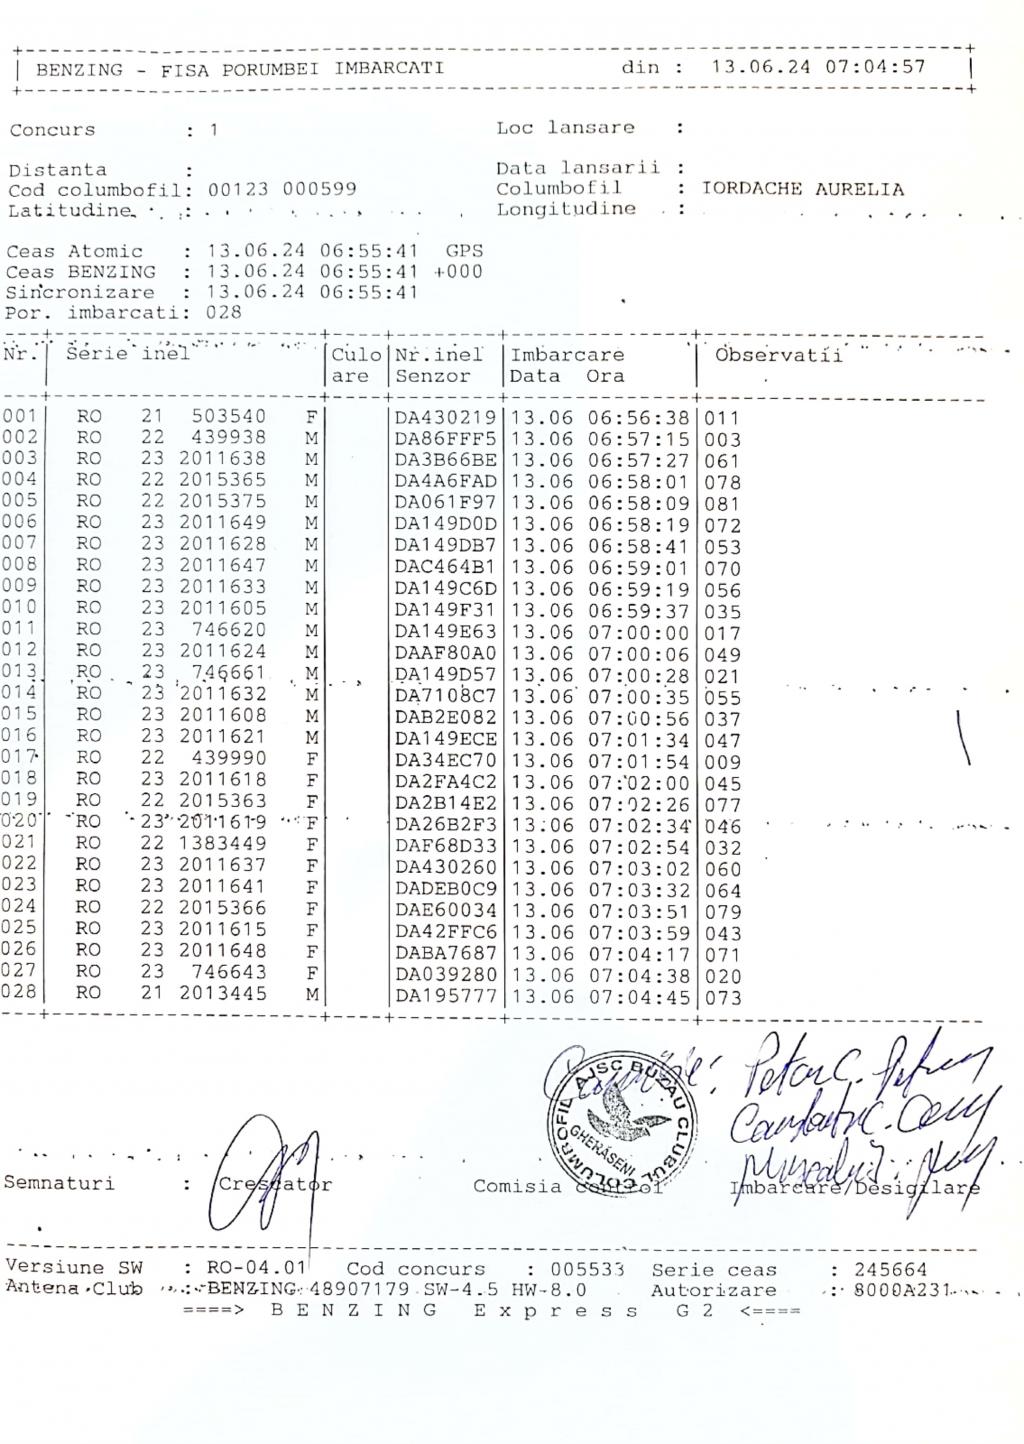 BENZING - FISA PORUMBEI IMBARCATI din : 13.06.24 07:04:57
Concurs : 1 Loc lansare :
Distanta : Data lansarii :
Cod columbofil: 00123 000599 Columbofil : IORDACHE AURELIA
Latitudine : Longitudine :
Ceas Atomic : 13.06.24 06:55:41 GPS
Ceas BENZING : 13.06.24 06:55:41 +000
Sincronizare : 13.06.24 06:55:41
Por. imbarcati: 028
Nr. Serie inel Culo Nr.inel Imbarcare Observatii
are Senzor Data Ora
001 RO 21 503540 F DA430219 13.06 06:56:38 011
002 RO 22 439938 M DA86FFF5 13.06 06:57:15 003
003 RO 23 2011638 M DA3B66BE 13.06 06:57:27 061
004 RO 22 2015365 M DA4A6FAD 13.06 06:58:01 078
005 RO 22 2015375 M DA061F97 13.06 06:58:09 081
006 RO 23 2011649 M DA149D0D 13.06 06:58:19 072
007 RO 23 2011628 M DA149DB7 13.06 06:58:41 053
008 RO 23 2011647 M DAC464B1 13.06 06:59:01 070
009 RO 23 2011633 M DA149C6D 13.06 06:59:19 056
010 RO 23 2011605 M DA149F31 13.06 06:59:37 035
011 RO 23 746620 M DA149E63 13.06 07:00:00 017
012 RO 23 2011624 M DAAF80A0 13.06 07:00:06 049
013 RO 23 746661 M DA149D57 13.06 07:00:28 021
014 RO 23 2011632 M DA7108C7 13.06 07:00:35 055
015 RO 23 2011608 M DAB2E082 13.06 07:00:56 037
016 RO 23 2011621 M DA149ECE 13.06 07:01:34 047
017 RO 22 439990 F DA34EC70 13.06 07:01:54 009
018 RO 23 2011618 F DA2FA4C2 13.06 07:02:00 045
019 RO 22 2015363 F DA2B14E2 13.06 07:02:26 077
020 RO 23 2011619 F DA26B2F3 13.06 07:02:34 046
021 RO 22 1383449 F DAF68D33 13.06 07:02:54 032
022 RO 23 2011637 F DA430260 13.06 07:03:02 060
023 RO 23 2011641 F DADEB0C9 13.06 07:03:32 064
024 RO 22 2015366 F DAE60034 13.06 07:03:51 079
025 RO 23 2011615 F DA42FFC6 13.06 07:03:59 043
026 RO 23 2011648 F DABA7687 13.06 07:04:17 071
027 RO 23 746643 F DA039280 13.06 07:04:38 020
028 RO 21 2013445 M DA195777 13.06 07:04:45 073
AJSC BUZAU CLUBUL COLUMROFIL
GHERASENI
Semnaturi : Crescator Comisia control Imbarcare/Desigilare
Versiune SW : RO-04.01 Cod concurs : 005533 Serie ceas : 245664
Antena Club : BENZING 48907179 SW-4.5 HW-8.0 Autorizare : 8000A231
====> B E N Z I N G E x p r e s s G 2 <====